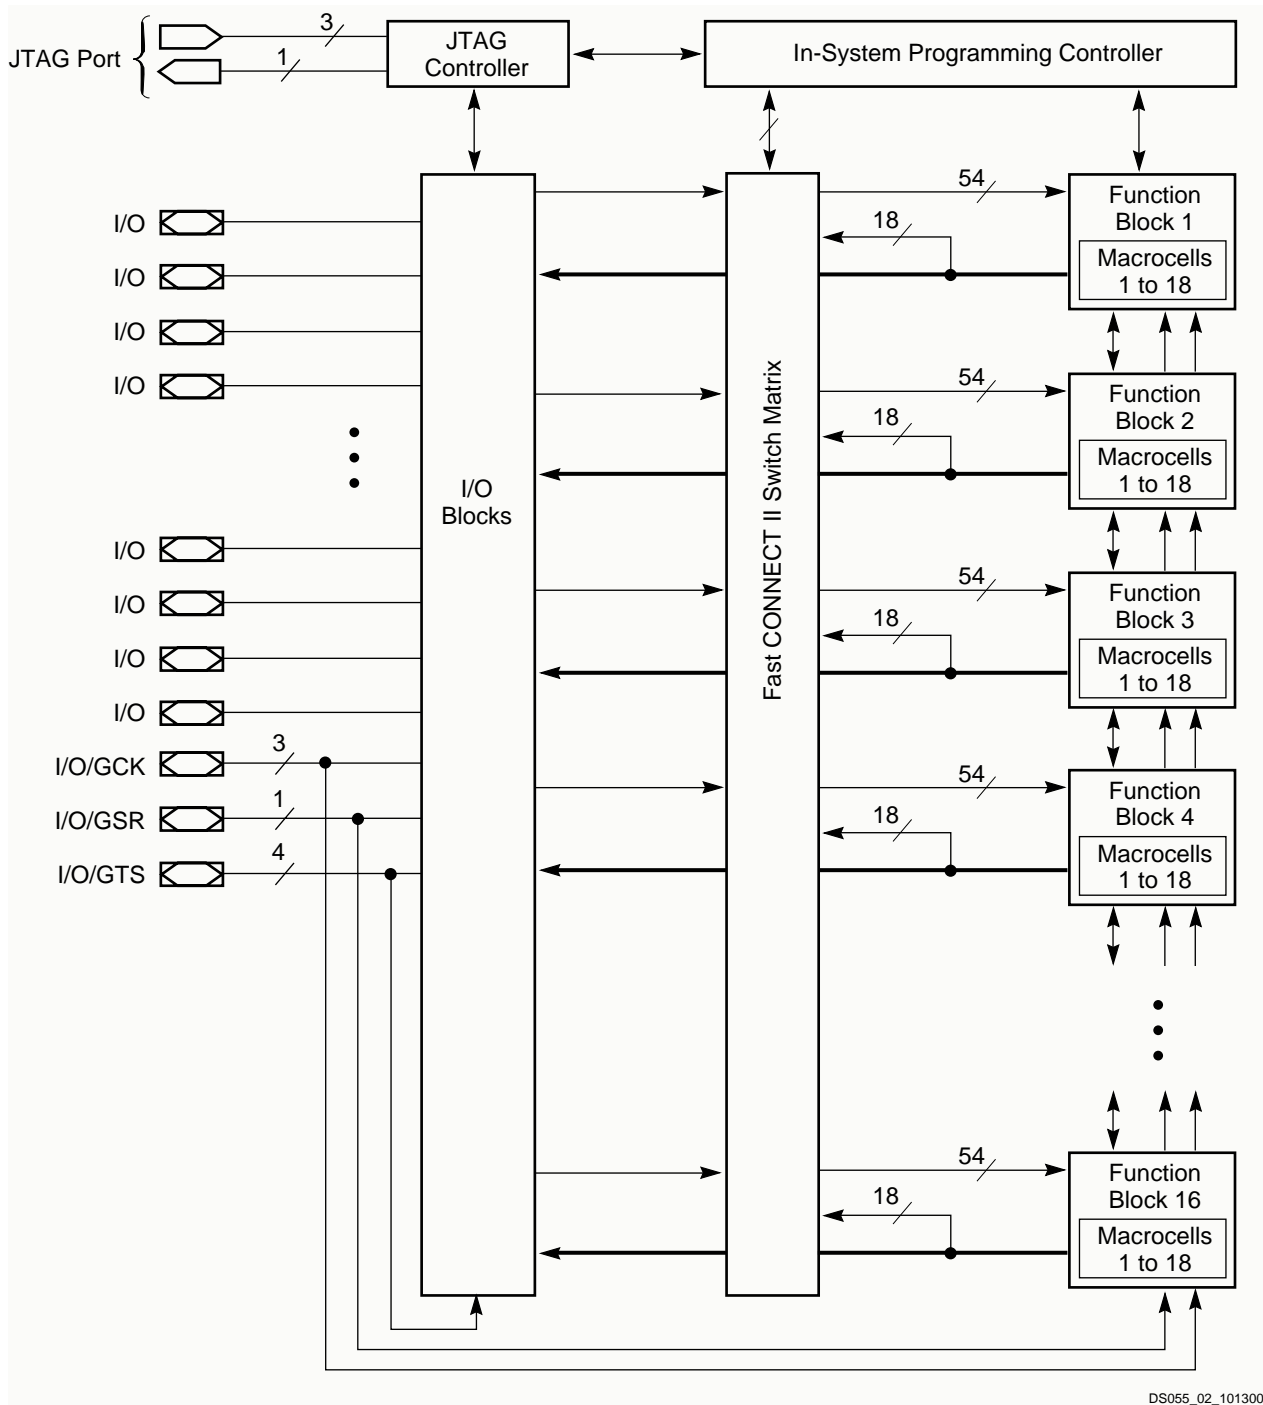 JTAG Port
3
1
JTAG
Controller
In-System Programming Controller
I/O
I/O
I/O
I/O
I/O
I/O
I/O
I/O
I/O/GCK
3
I/O/GSR
1
I/O/GTS
4
I/O
Blocks
Fast CONNECT II Switch Matrix
54
18
Function
Block 1
Macrocells
1 to 18
54
18
Function
Block 2
Macrocells
1 to 18
54
18
Function
Block 3
Macrocells
1 to 18
54
18
Function
Block 4
Macrocells
1 to 18
54
18
Function
Block 16
Macrocells
1 to 18
DS055_02_101300